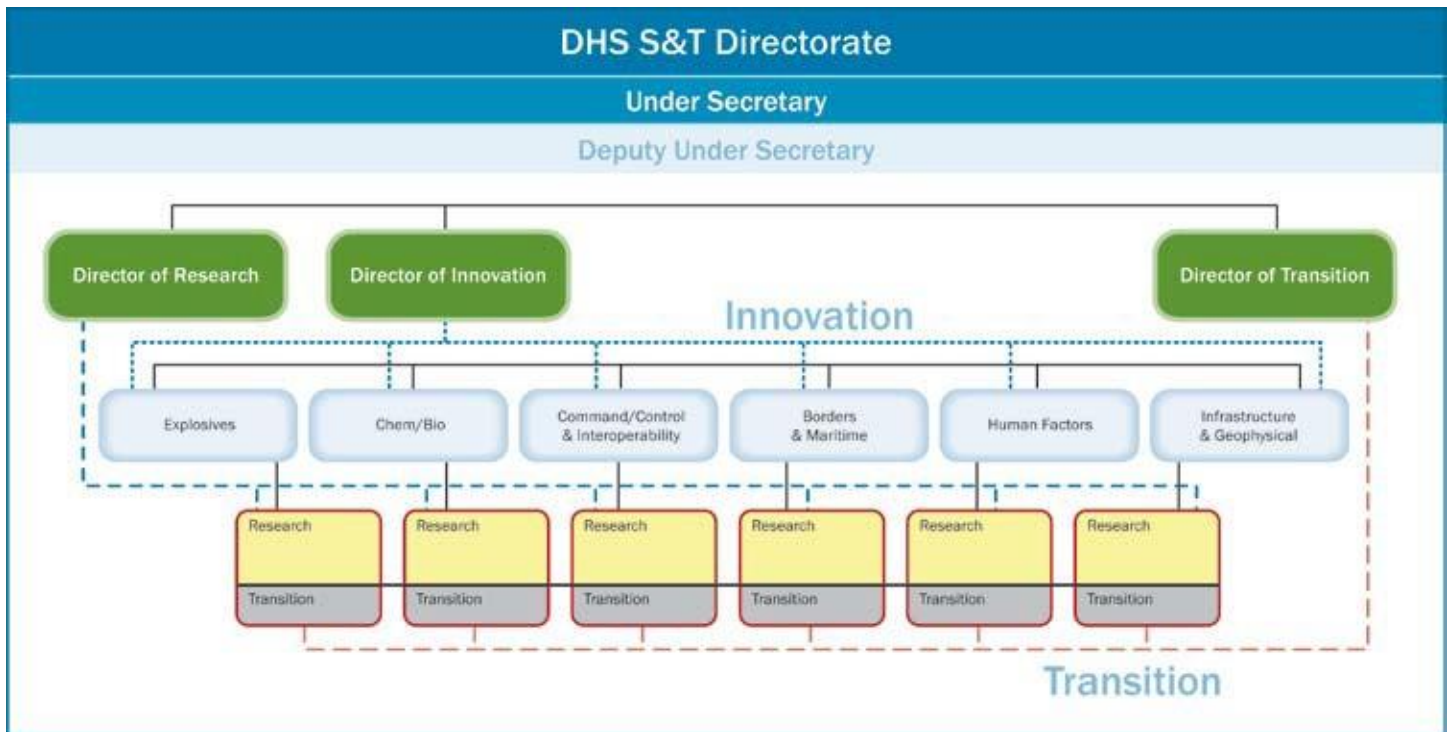 DHS S&T Directorate
Under Secretary
Deputy Under Secretary
Director of Research
Director of Innovation
Director of Transition
Innovation
Explosives
Chem/Bio
Command/Control
& Interoperability
Borders
& Maritime
Human Factors
Infrastructure
& Geophysical
Research
Research
Research
Research
Research
Research
Transition
Transition
Transition
Transition
Transition
Transition
Transition